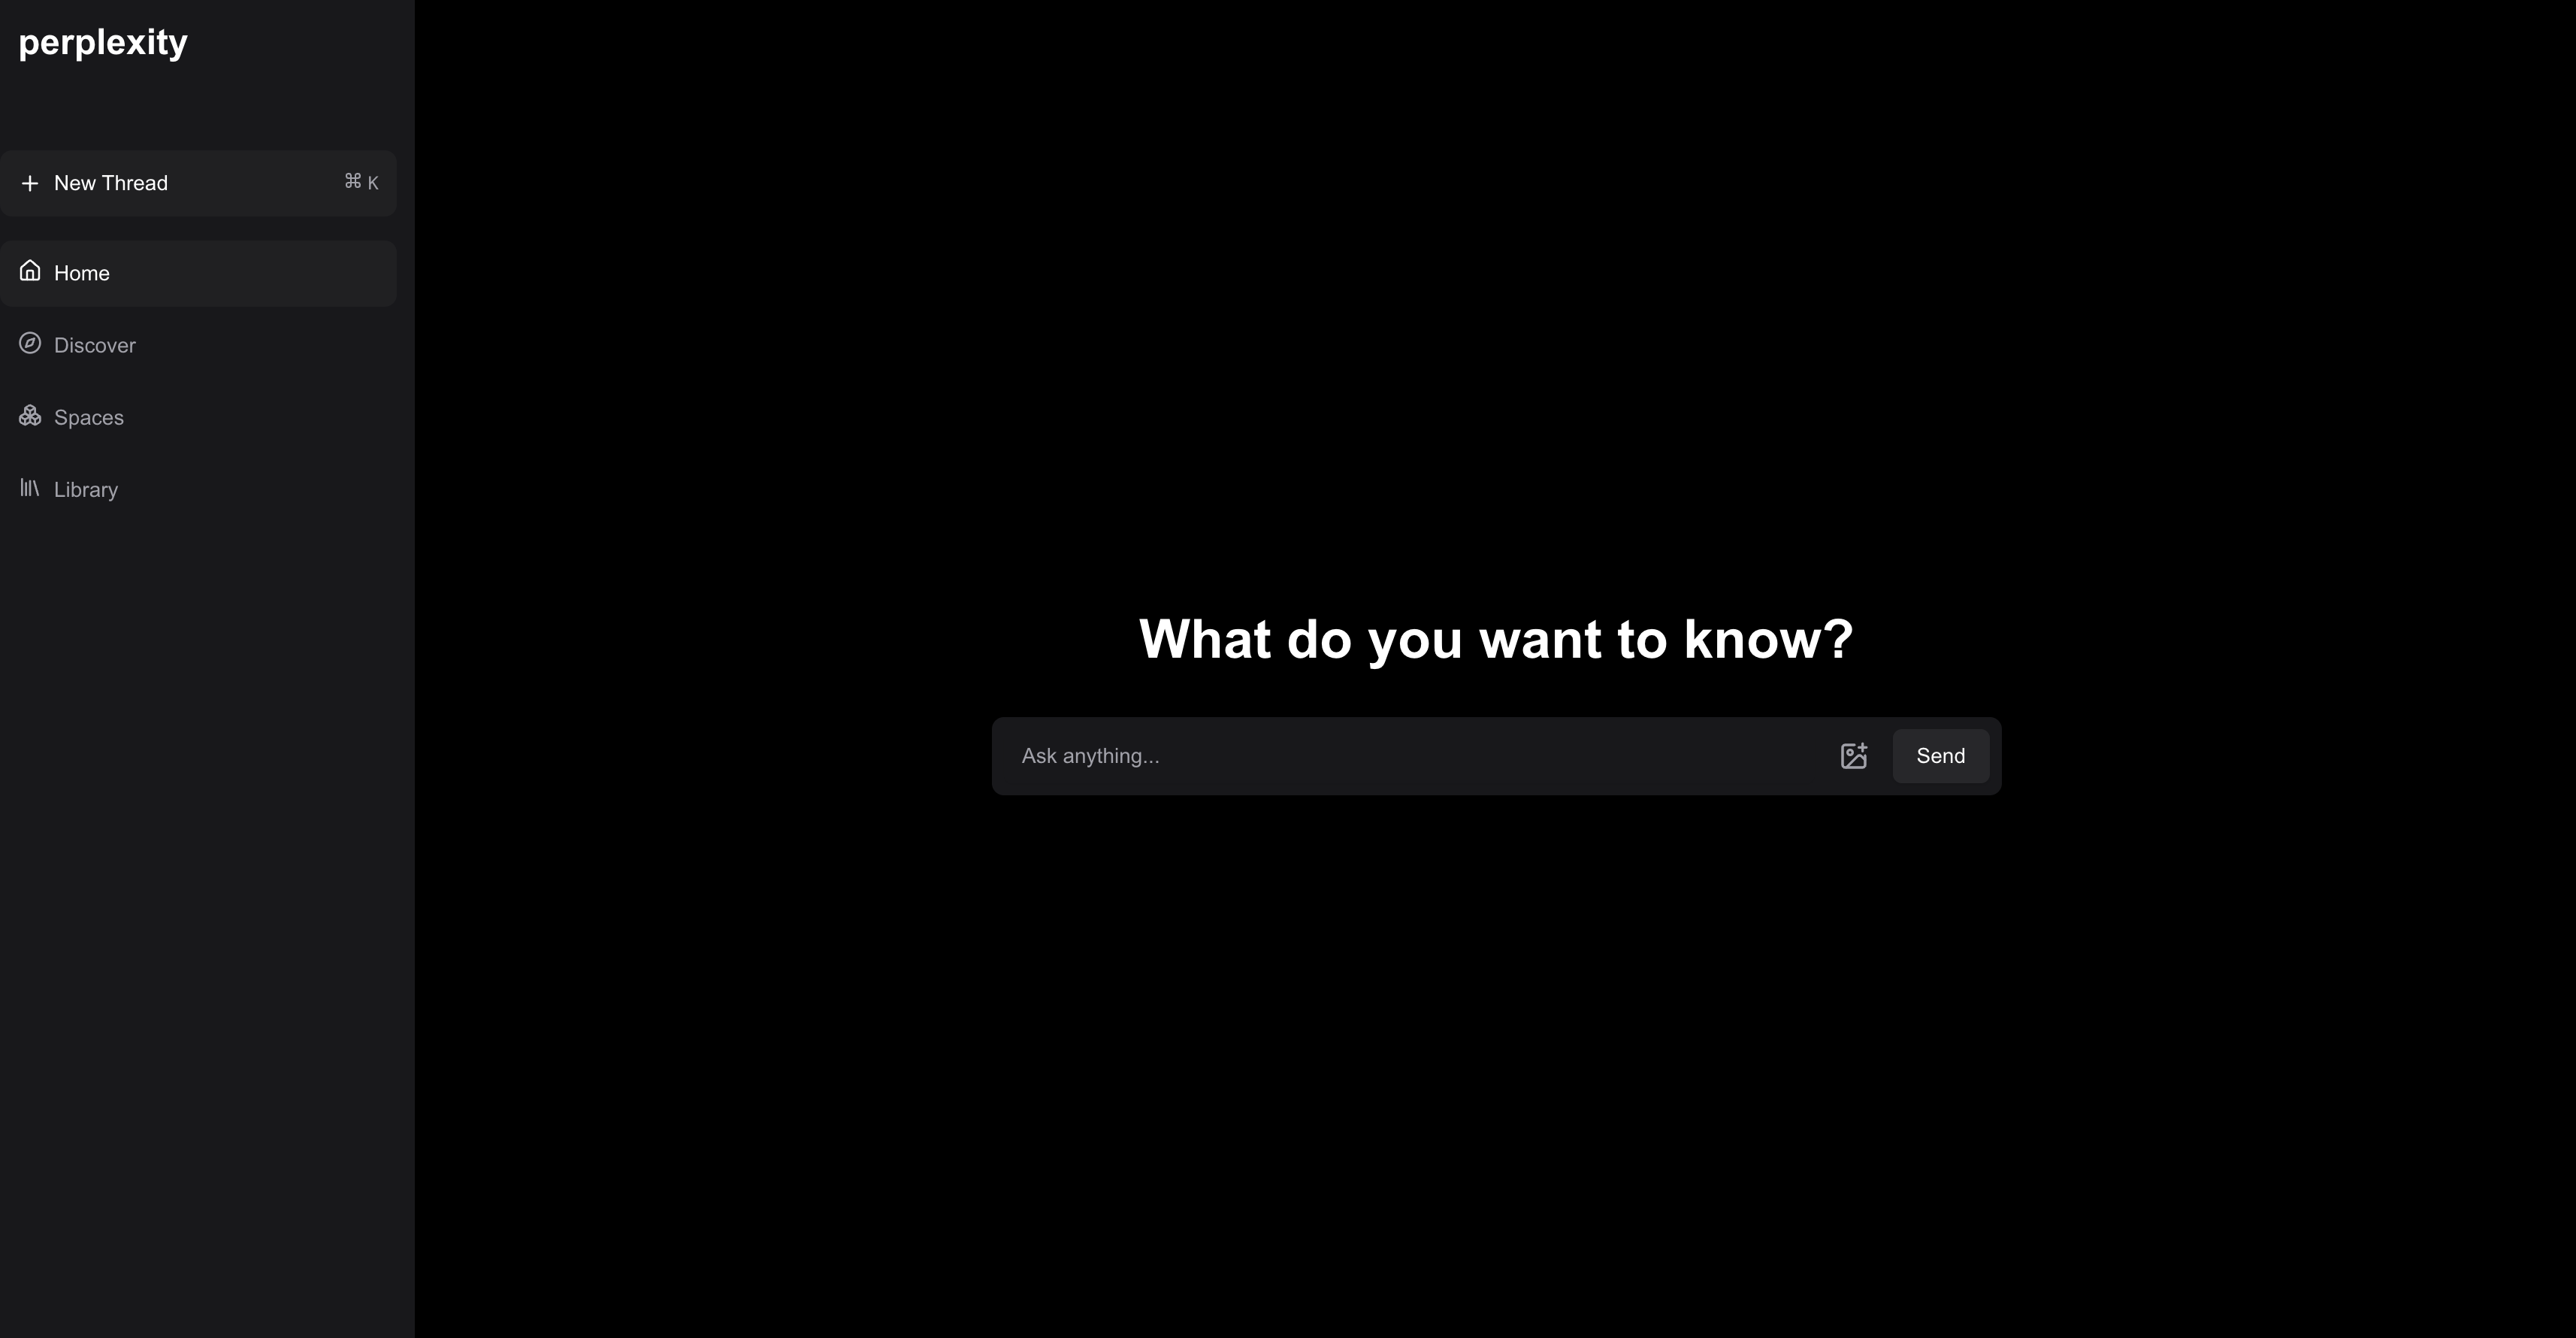 perplexity
New Thread ⌘ K
Home
Discover
Spaces
Library
What do you want to know?
Ask anything...
Send